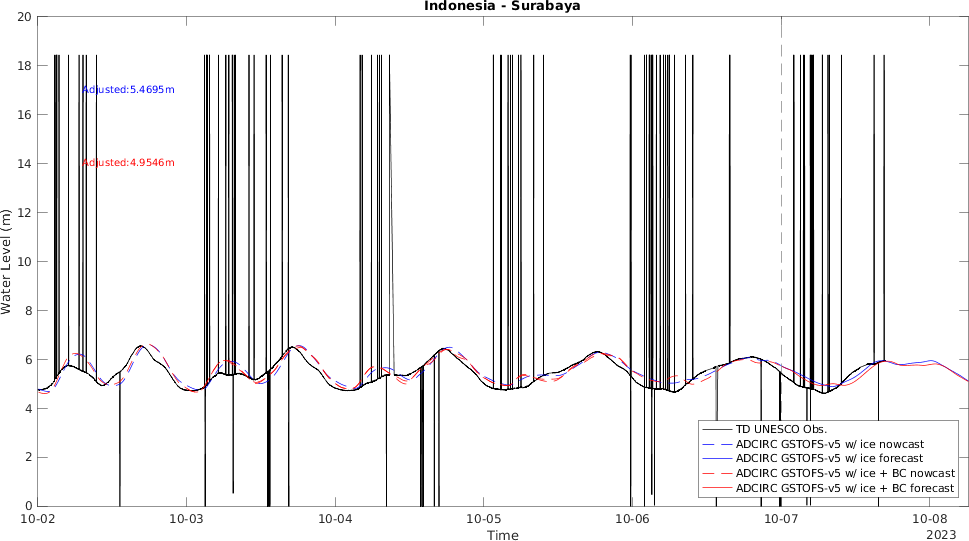 Indonesia - Surabaya
20
18
16
14
12
10
8
6
4
2
0
Water Level (m)
Adjusted:5.4695m
Adjusted:4.9546m
TD UNESCO Obs.
ADCIRC GSTOFS-v5 w/ ice nowcast
ADCIRC GSTOFS-v5 w/ ice forecast
ADCIRC GSTOFS-v5 w/ ice + BC nowcast
ADCIRC GSTOFS-v5 w/ ice + BC forecast
10-02 10-03 10-04 10-05 10-06 10-07 10-08
Time
2023